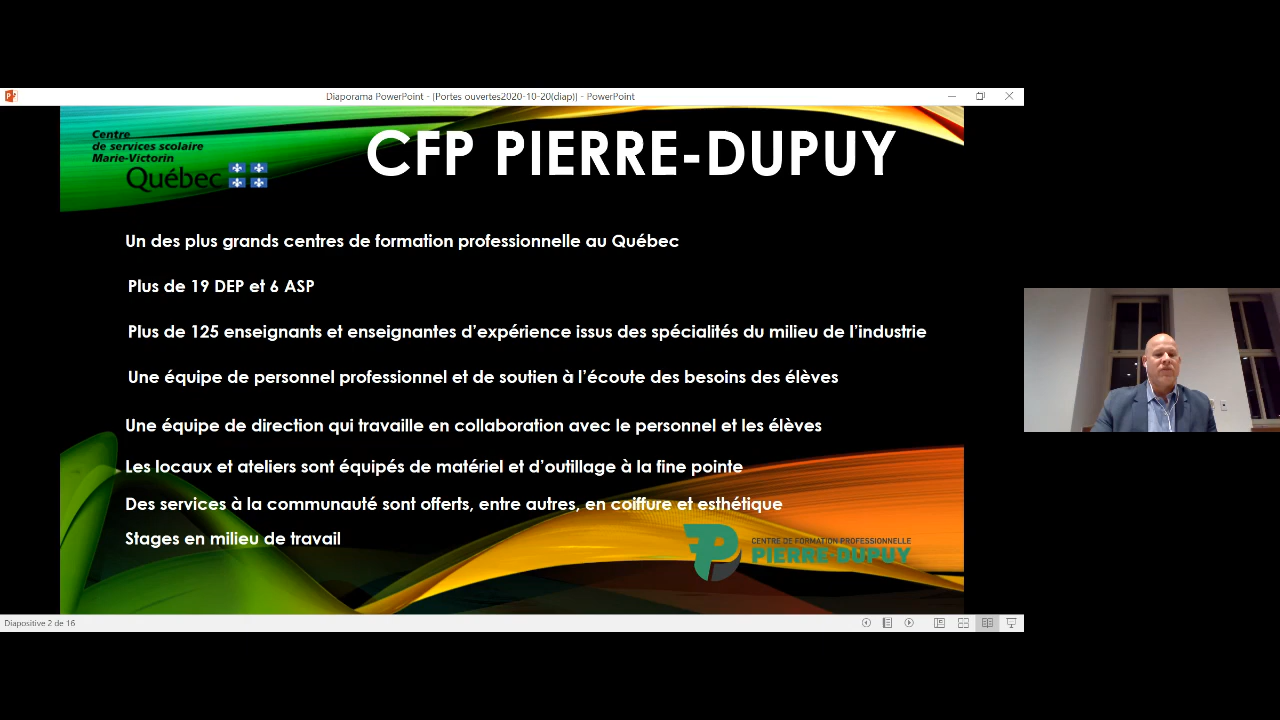 Diaporama PowerPoint - [Portes ouvertes2020-10-20(diap)] - PowerPoint
Centre
de services scolaire
Marie-Victorin
Québec
CFP PIERRE-DUPUY
Un des plus grands centres de formation professionnelle au Québec
Plus de 19 DEP et 6 ASP
Plus de 125 enseignants et enseignantes d’expérience issus des spécialités du milieu de l’industrie
Une équipe de personnel professionnel et de soutien à l’écoute des besoins des élèves
Une équipe de direction qui travaille en collaboration avec le personnel et les élèves
Les locaux et ateliers sont équipés de matériel et d’outillage à la fine pointe
Des services à la communauté sont offerts, entre autres, en coiffure et esthétique
Stages en milieu de travail
CENTRE DE FORMATION PROFESSIONNELLE
PIERRE-DUPUY
Diapositive 2 de 16